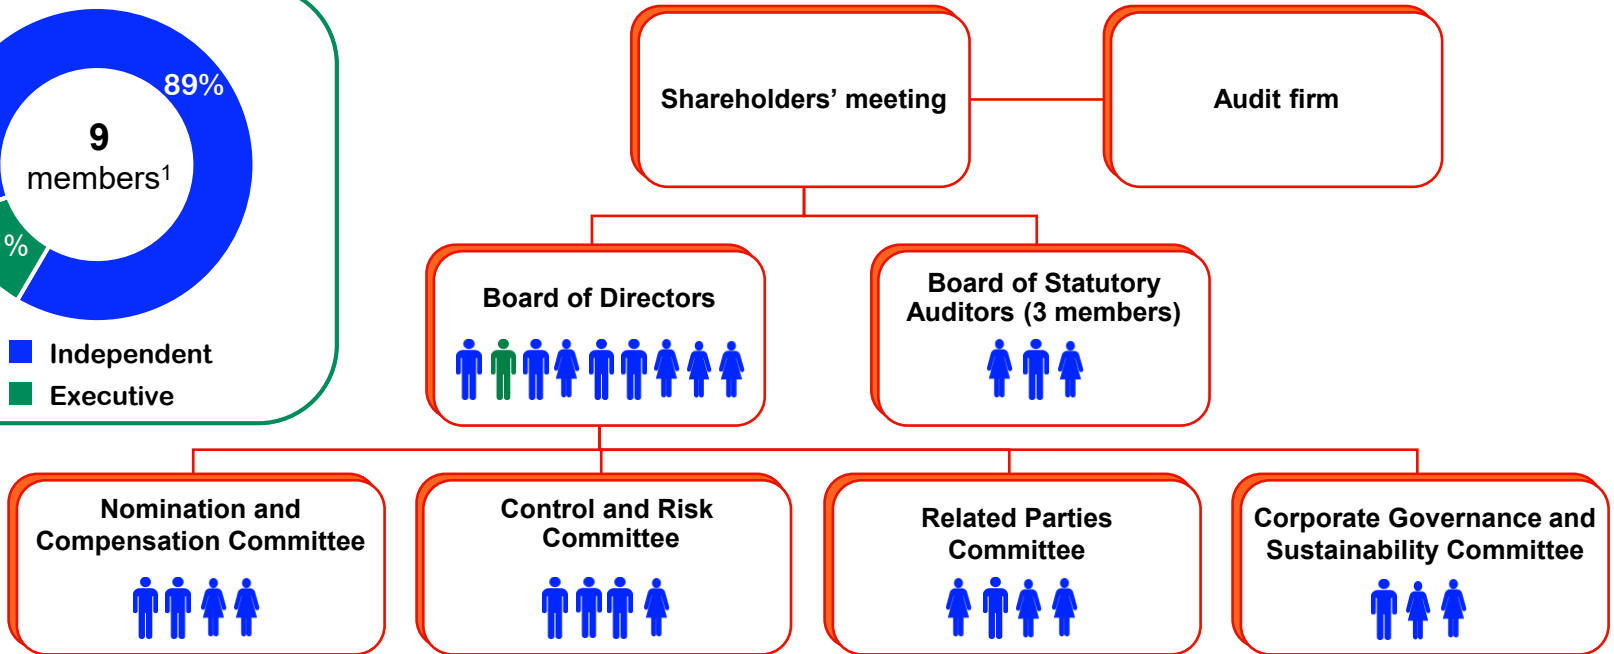 89%
9
members¹
%
Independent
Executive
Shareholders’ meeting
Audit firm
Board of Directors
Board of Statutory
Auditors (3 members)
Nomination and
Compensation Committee
Control and Risk
Committee
Related Parties
Committee
Corporate Governance and
Sustainability Committee